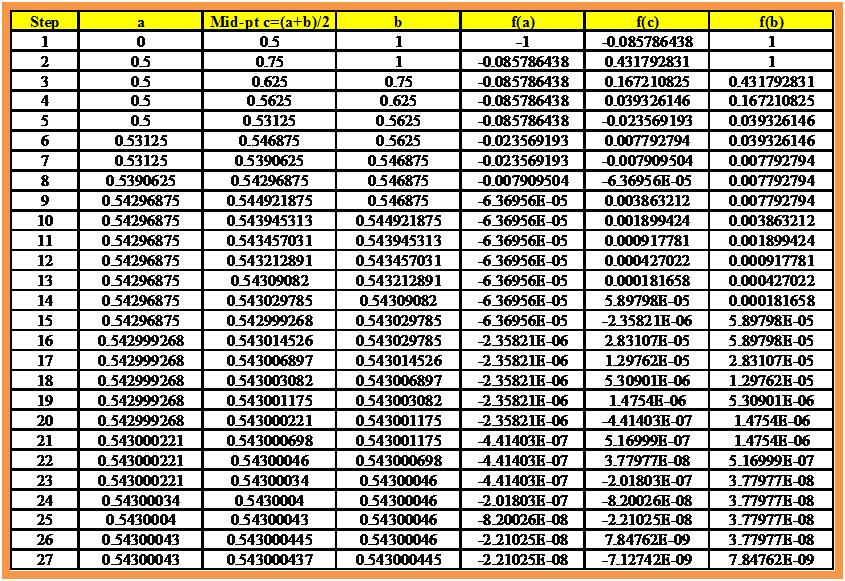 Step a Mid-pt c=(a+b)/2 b f(a) f(c) f(b)
1 0 0.5 1 -1 -0.085786438 1
2 0.5 0.75 1 -0.085786438 0.431792831 1
3 0.5 0.625 0.75 -0.085786438 0.167210825 0.431792831
4 0.5 0.5625 0.625 -0.085786438 0.039326146 0.167210825
5 0.5 0.53125 0.5625 -0.085786438 -0.023569193 0.039326146
6 0.53125 0.546875 0.5625 -0.023569193 0.007792794 0.039326146
7 0.53125 0.5390625 0.546875 -0.023569193 -0.007909504 0.007792794
8 0.5390625 0.54296875 0.546875 -0.007909504 -6.36956E-05 0.007792794
9 0.54296875 0.544921875 0.546875 -6.36956E-05 0.003863212 0.007792794
10 0.54296875 0.543945313 0.544921875 -6.36956E-05 0.001899424 0.003863212
11 0.54296875 0.543457031 0.543945313 -6.36956E-05 0.000917781 0.001899424
12 0.54296875 0.543212891 0.543457031 -6.36956E-05 0.000427022 0.000917781
13 0.54296875 0.54309082 0.543212891 -6.36956E-05 0.000181658 0.000427022
14 0.54296875 0.543029785 0.54309082 -6.36956E-05 5.89798E-05 0.000181658
15 0.54296875 0.542999268 0.543029785 -6.36956E-05 -2.35821E-06 5.89798E-05
16 0.542999268 0.543014526 0.543029785 -2.35821E-06 2.83107E-05 5.89798E-05
17 0.542999268 0.543006897 0.543014526 -2.35821E-06 1.29762E-05 2.83107E-05
18 0.542999268 0.543003082 0.543006897 -2.35821E-06 5.30901E-06 1.29762E-05
19 0.542999268 0.543001175 0.543003082 -2.35821E-06 1.4754E-06 5.30901E-06
20 0.542999268 0.543000221 0.543001175 -2.35821E-06 -4.41403E-07 1.4754E-06
21 0.543000221 0.543000698 0.543001175 -4.41403E-07 5.16999E-07 1.4754E-06
22 0.543000221 0.54300046 0.543000698 -4.41403E-07 3.77977E-08 5.16999E-07
23 0.543000221 0.54300034 0.54300046 -4.41403E-07 -2.01803E-07 3.77977E-08
24 0.54300034 0.5430004 0.54300046 -2.01803E-07 -8.20026E-08 3.77977E-08
25 0.5430004 0.54300043 0.54300046 -8.20026E-08 -2.21025E-08 3.77977E-08
26 0.54300043 0.543000445 0.54300046 -2.21025E-08 7.84762E-09 3.77977E-08
27 0.54300043 0.543000437 0.543000445 -2.21025E-08 -7.12742E-09 7.84762E-09